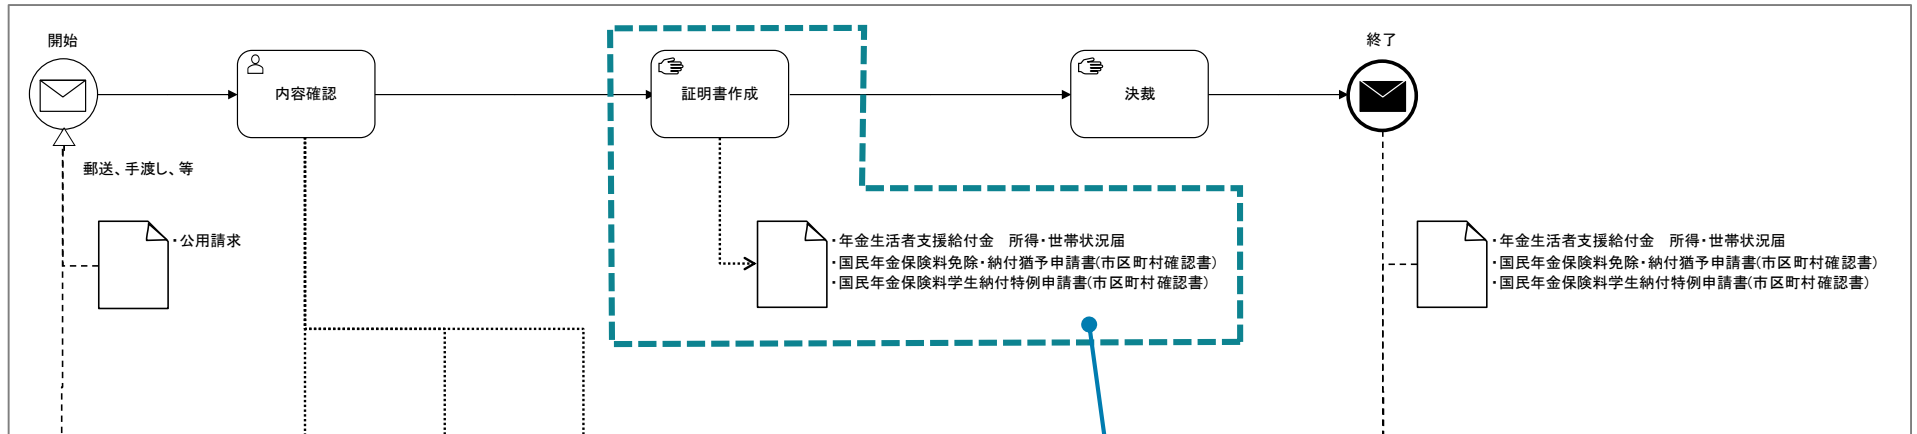 開始
終了
内容確認
証明書作成
決裁
郵送、手渡し、等
・公用請求
・年金生活者支援給付金　所得・世帯状況届
・国民年金保険料免除・納付猶予申請書(市区町村確認書)
・国民年金保険料学生納付特例申請書(市区町村確認書)
・年金生活者支援給付金　所得・世帯状況届
・国民年金保険料免除・納付猶予申請書(市区町村確認書)
・国民年金保険料学生納付特例申請書(市区町村確認書)